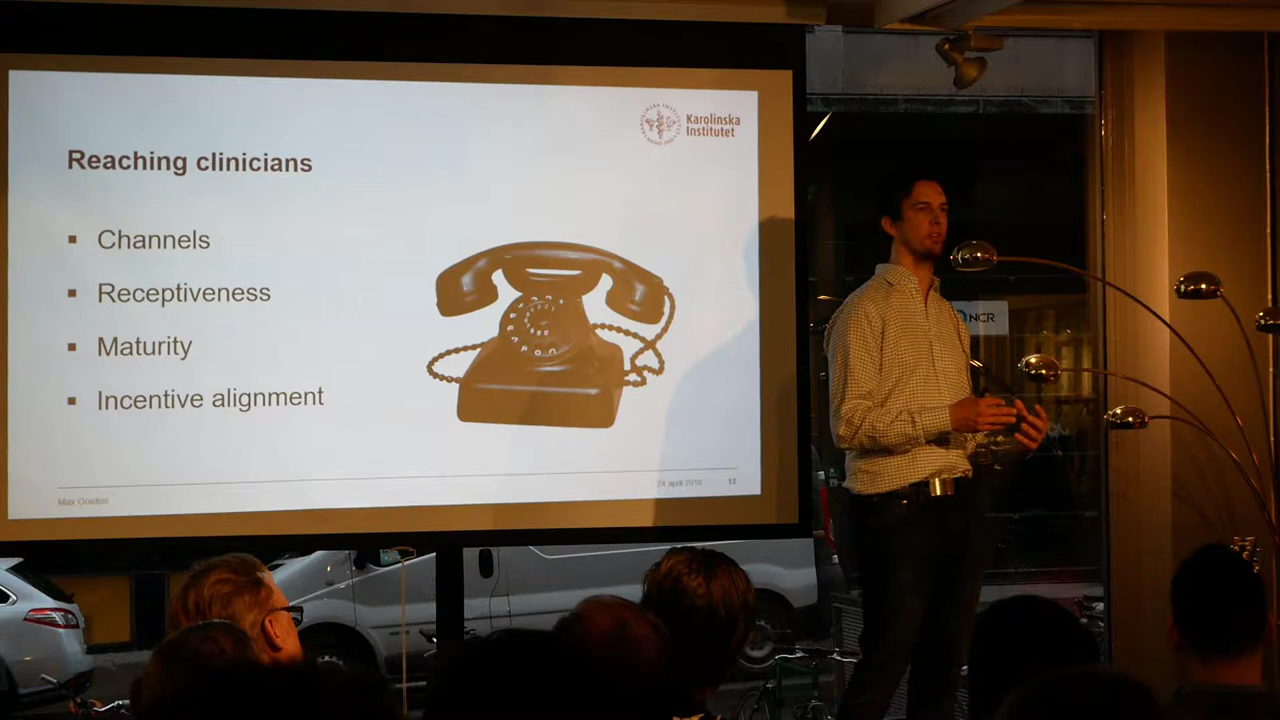 Karolinska
Institutet
Reaching clinicians
Channels
Receptiveness
Maturity
Incentive alignment
Max Gordon
24 april 2018 12
NCR